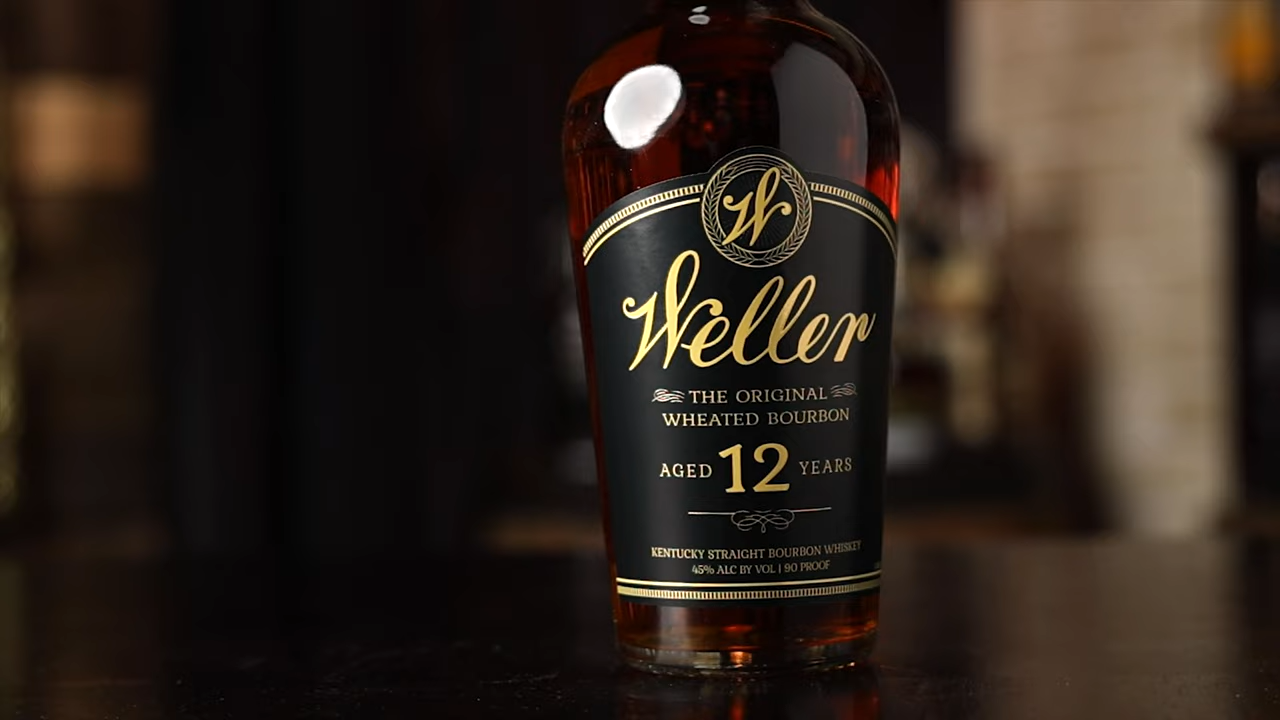 W
Weller
THE ORIGINAL
WHEATED BOURBON
AGED 12 YEARS
KENTUCKY STRAIGHT BOURBON WHISKEY
45% ALC BY VOL | 90 PROOF